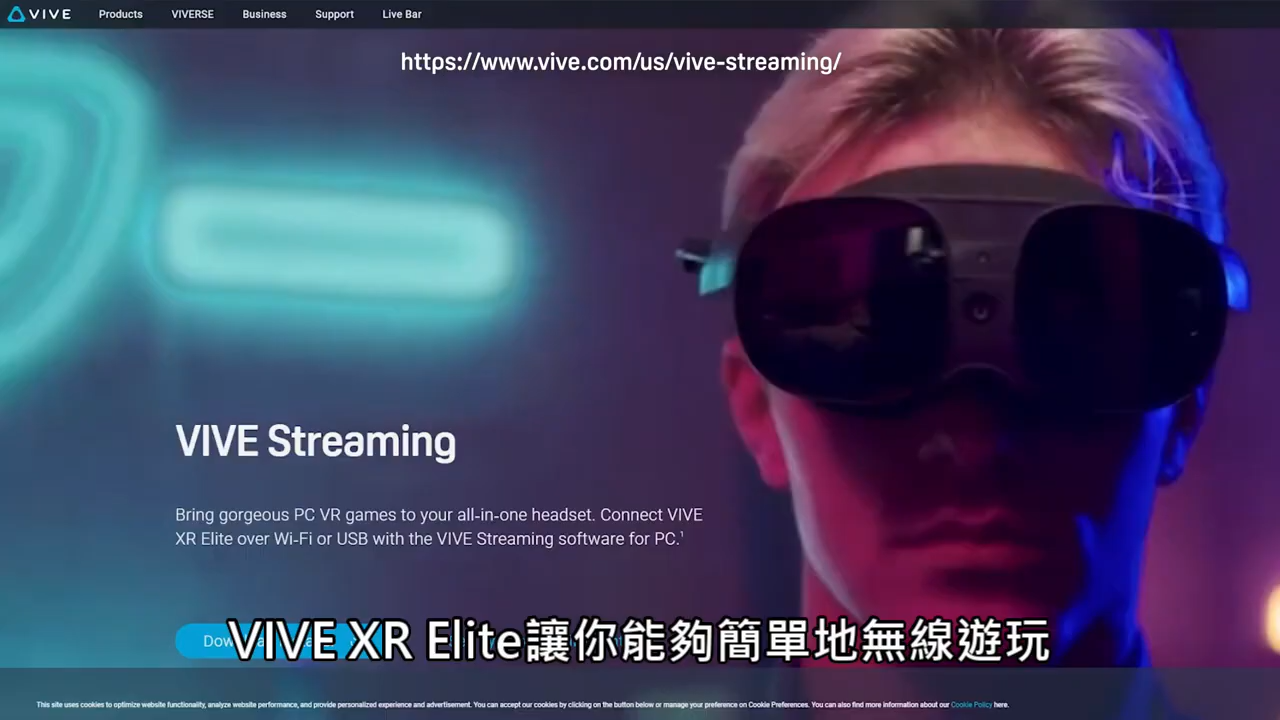 VIVE Products VIVERSE Business Support Live Bar
https://www.vive.com/us/vive-streaming/
VIVE Streaming
Bring gorgeous PC VR games to your all-in-one headset. Connect VIVE
XR Elite over Wi-Fi or USB with the VIVE Streaming software for PC.¹
VIVE XR Elite讓你能夠簡單地無線遊玩
This site uses cookies to optimize website functionality, analyze website performance, and provide personalized experience and advertisement. You can accept our cookies by clicking on the button below or manage your preference on Cookie Preferences. You can also find more information about our Cookie Policy here.